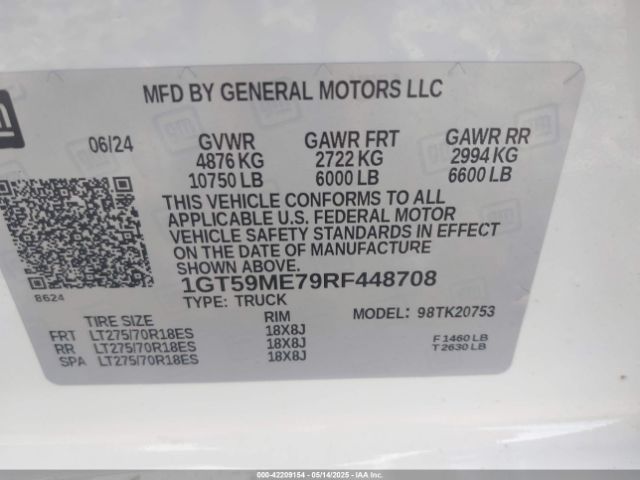 GM
MFD BY GENERAL MOTORS LLC
06/24 GVWR GAWR FRT GAWR RR
4876 KG 2722 KG 2994 KG
10750 LB 6000 LB 6600 LB
THIS VEHICLE CONFORMS TO ALL
APPLICABLE U.S. FEDERAL MOTOR
VEHICLE SAFETY STANDARDS IN EFFECT
ON THE DATE OF MANUFACTURE
SHOWN ABOVE.
8624
1GT59ME79RF448708
TYPE: TRUCK MODEL: 98TK20753
TIRE SIZE RIM
FRT LT275/70R18ES 18X8J F 1460 LB
RR LT275/70R18ES 18X8J T 2630 LB
SPA LT275/70R18ES 18X8J
000-42209154 - 05/14/2025 - IAAI.COM